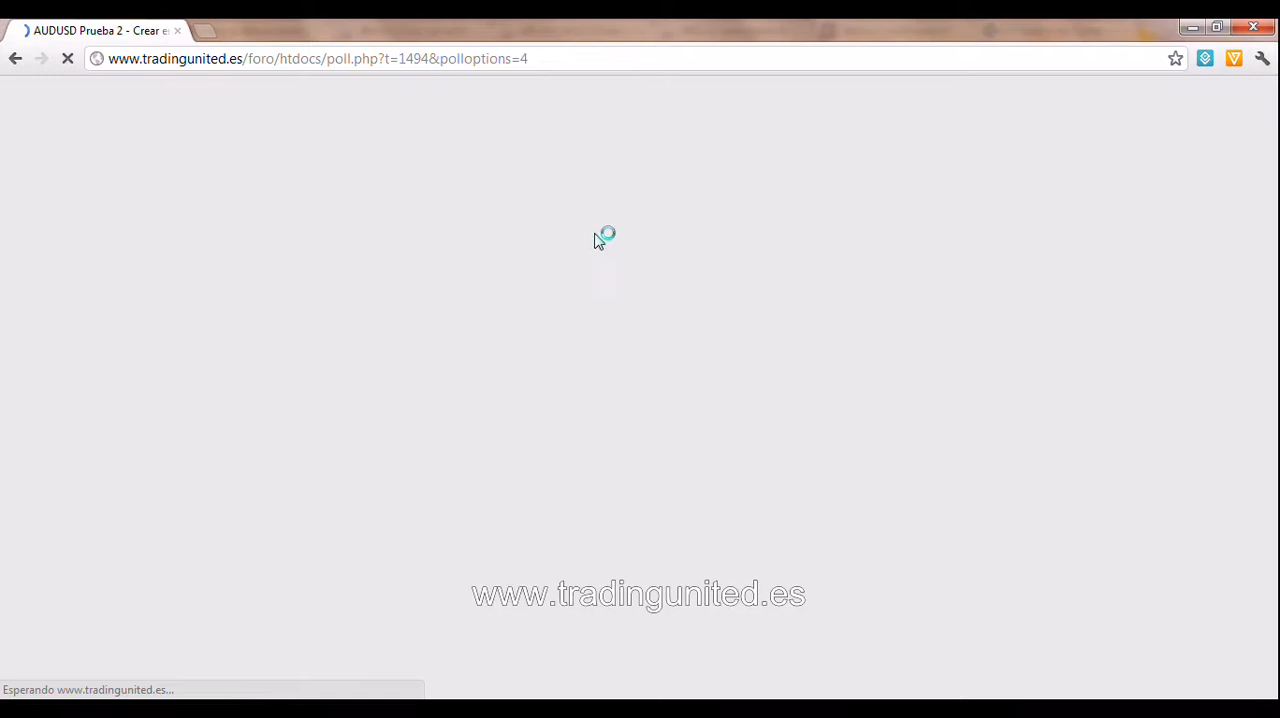 AUDUSD Prueba 2 - Crear e
www.tradingunited.es/foro/htdocs/poll.php?t=1494&polloptions=4
www.tradingunited.es
Esperando www.tradingunited.es...